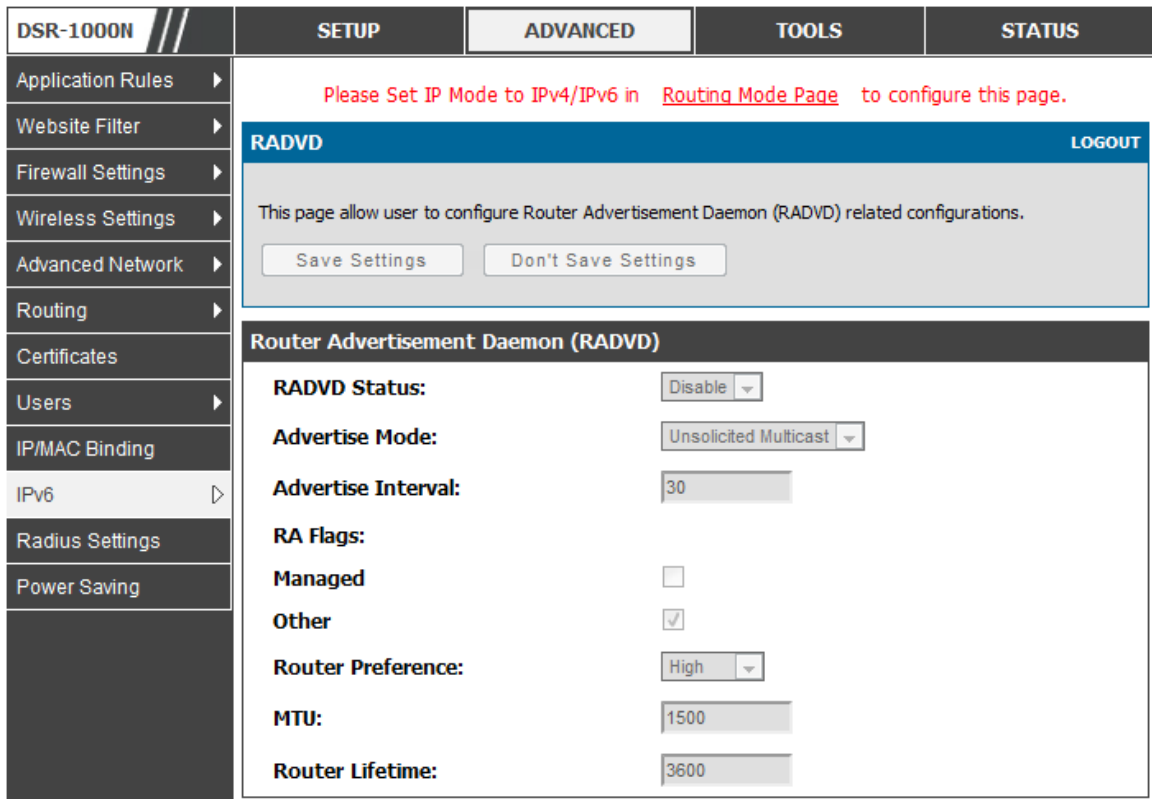 DSR-1000N
SETUP
ADVANCED
TOOLS
STATUS
Application Rules
Website Filter
Firewall Settings
Wireless Settings
Advanced Network
Routing
Certificates
Users
IP/MAC Binding
IPv6
Radius Settings
Power Saving
Please Set IP Mode to IPv4/IPv6 in Routing Mode Page to configure this page.
RADVD LOGOUT
This page allow user to configure Router Advertisement Daemon (RADVD) related configurations.
Save Settings Don't Save Settings
Router Advertisement Daemon (RADVD)
RADVD Status: Disable
Advertise Mode: Unsolicited Multicast
Advertise Interval: 30
RA Flags:
Managed
Other
Router Preference: High
MTU: 1500
Router Lifetime: 3600